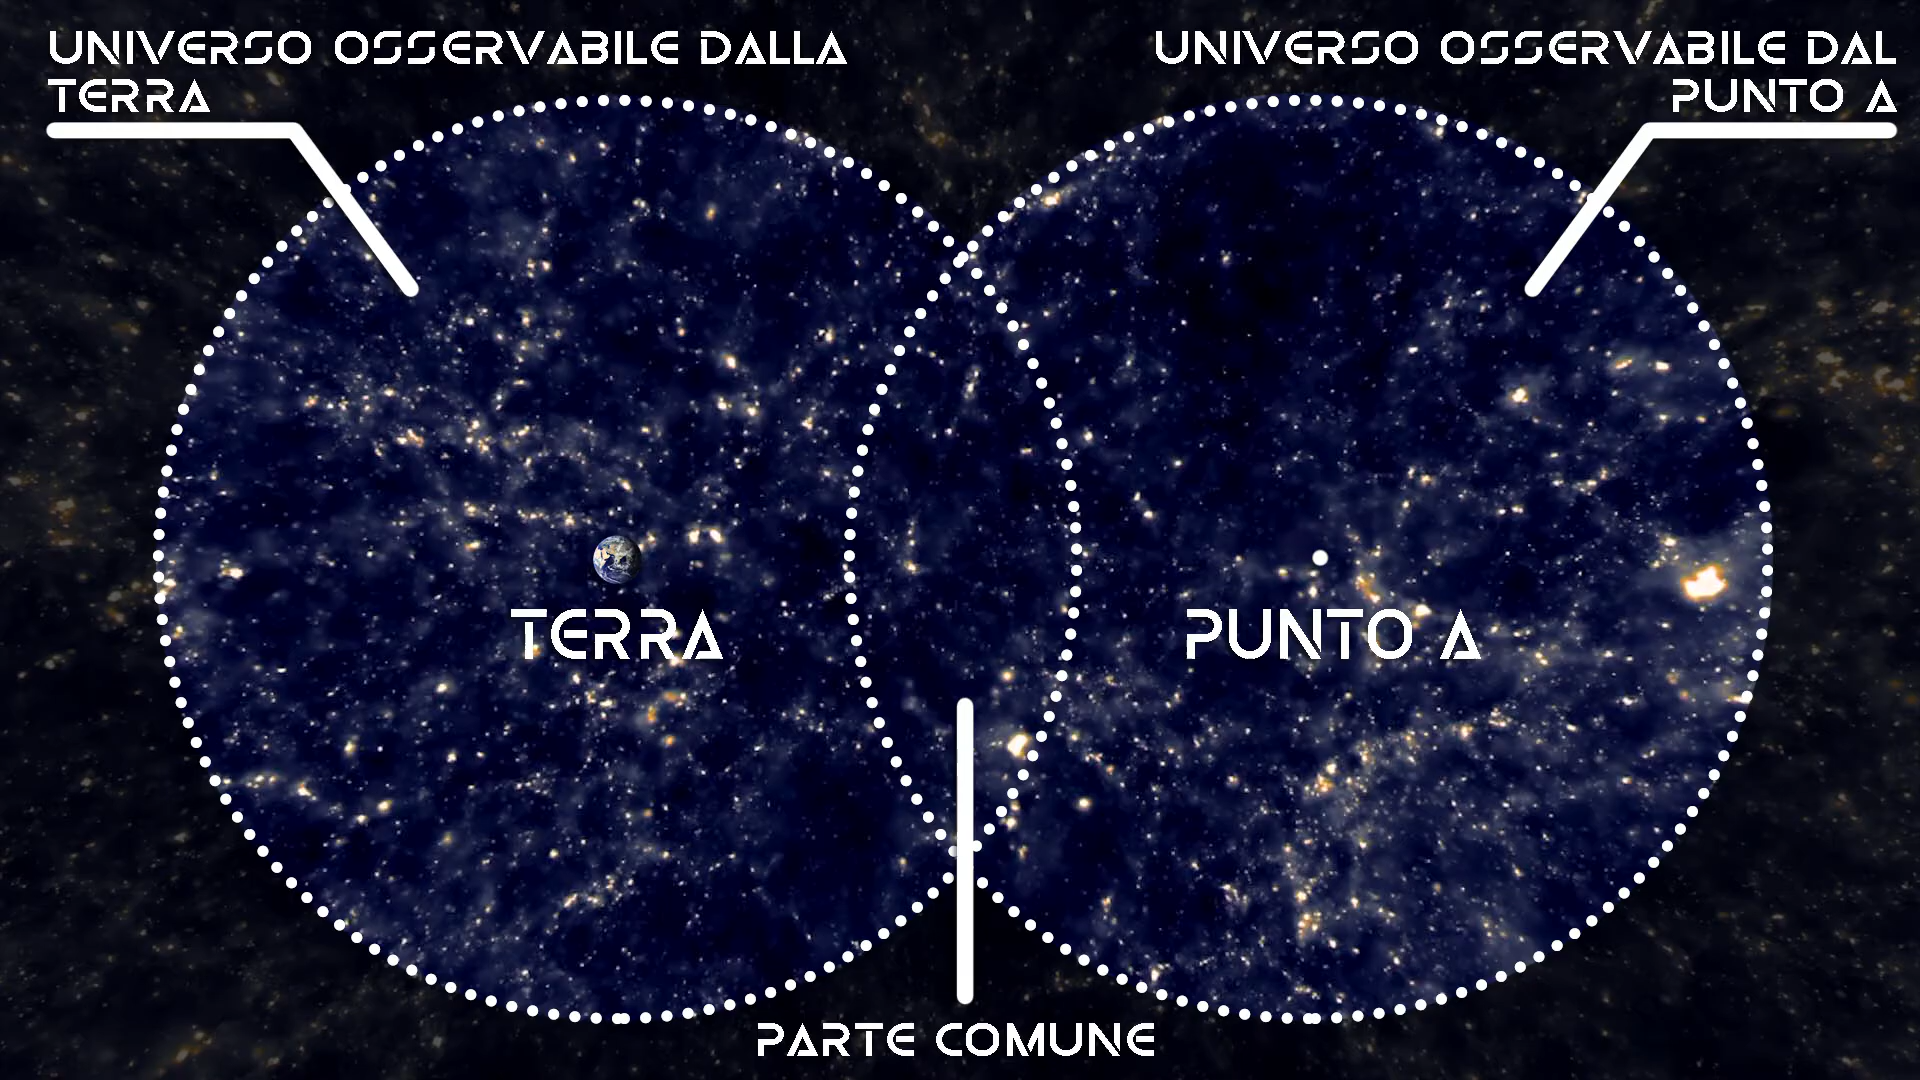 UNIVERSO OSSERVABILE DALLA
TERRA
UNIVERSO OSSERVABILE DAL
PUNTO A
TERRA
PUNTO A
PARTE COMUNE